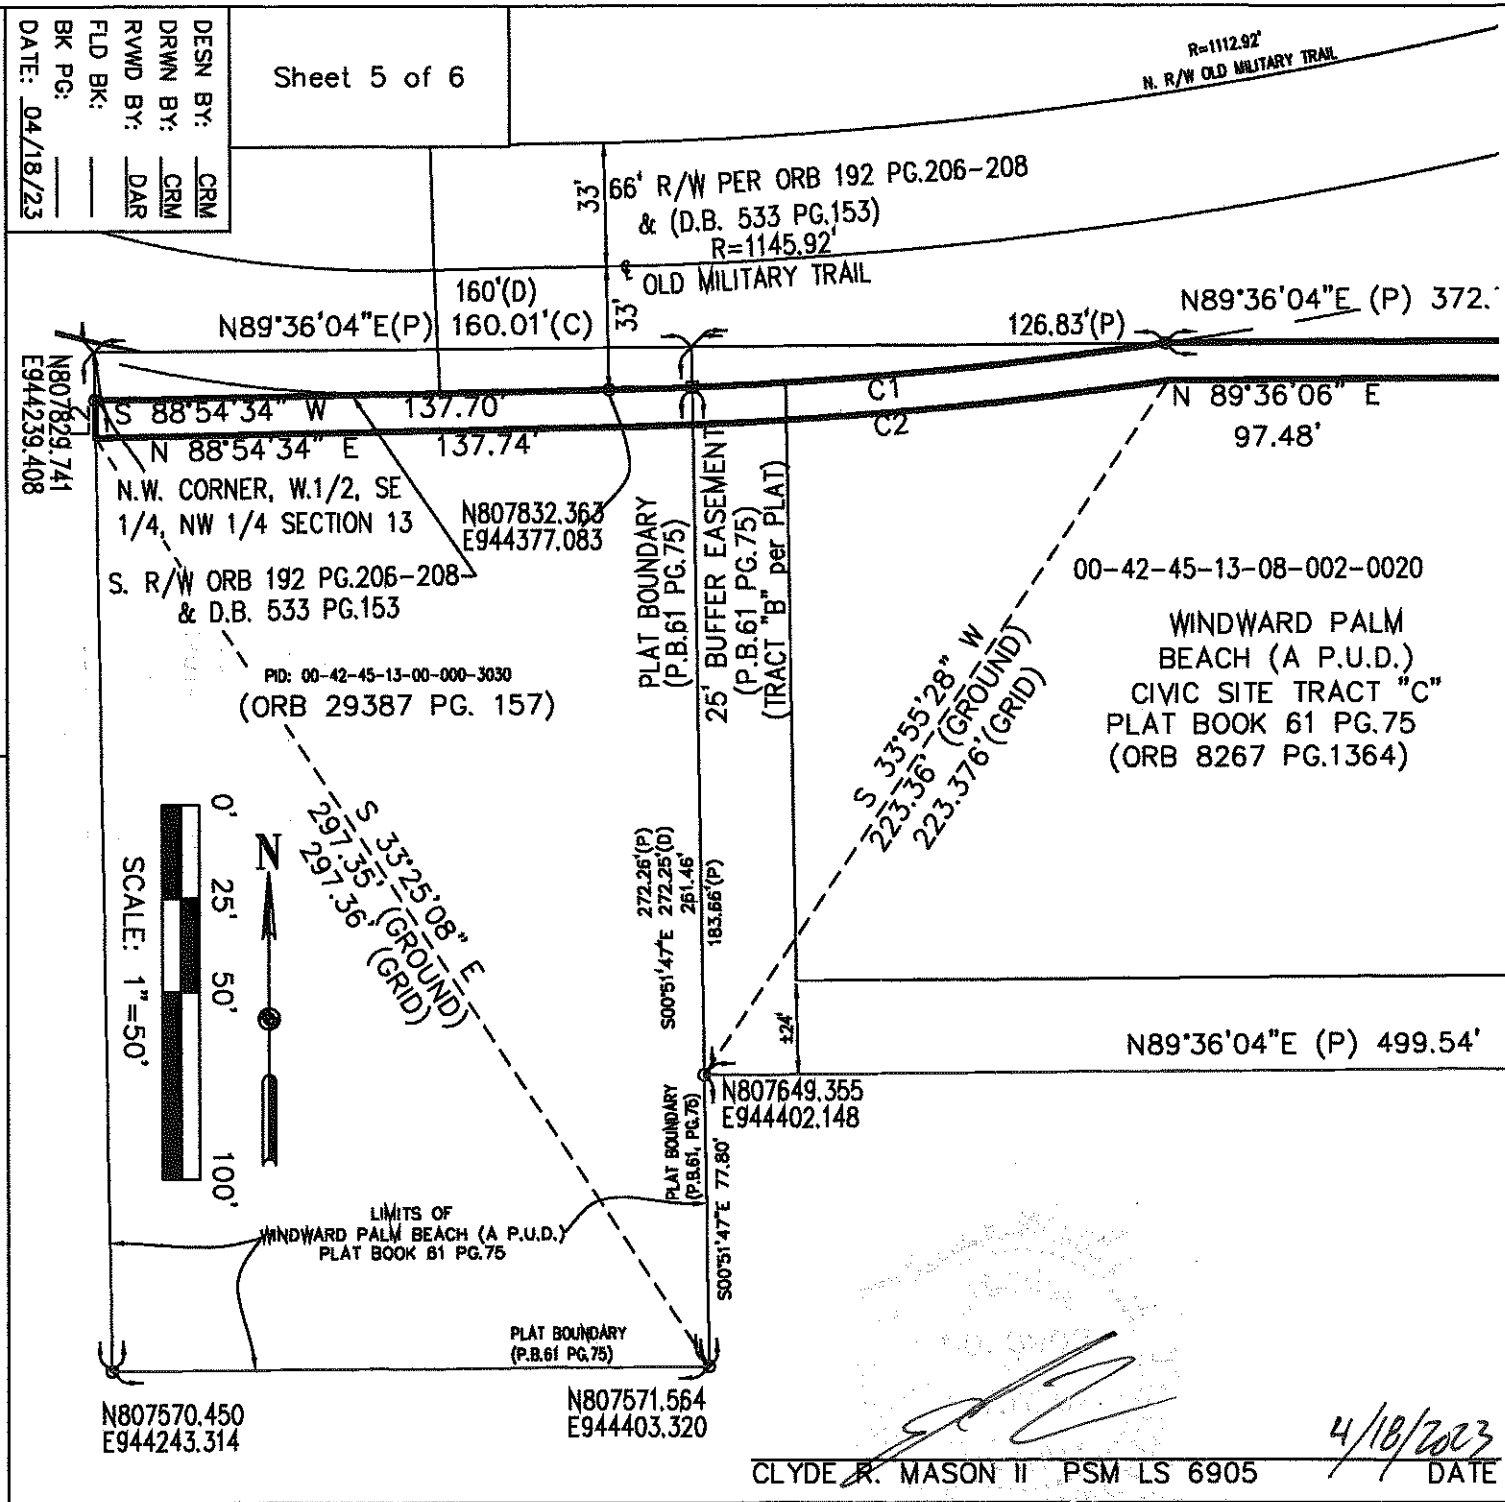 DESN BY: CRM
DRWN BY: CRM
RVWD BY: DAR
FLD BK:
BK PG:
DATE: 04/18/23
Sheet 5 of 6
R=1112.92'
N. R/W OLD MILITARY TRAIL
33'
66' R/W PER ORB 192 PG.206-208
& (D.B. 533 PG.153)
R=1145.92'
℄ OLD MILITARY TRAIL
33'
160'(D)
N89°36'04"E(P) 160.01'(C)
126.83'(P)
N89°36'04"E (P) 372.
N807829.741
E944239.408
L2
S 88°54'34" W 137.70'
C1
N 88°54'34" E 137.74'
C2
N 89°36'06" E
97.48'
N.W. CORNER, W.1/2, SE
1/4, NW 1/4 SECTION 13
N807832.363
E944377.083
S. R/W ORB 192 PG.206-208
& D.B. 533 PG.153
PLAT BOUNDARY
(P.B.61 PG.75)
25' BUFFER EASEMENT
(P.B.61 PG.75)
(TRACT "B" per PLAT)
00-42-45-13-08-002-0020
WINDWARD PALM
BEACH (A P.U.D.)
CIVIC SITE TRACT "C"
PLAT BOOK 61 PG.75
(ORB 8267 PG.1364)
PID: 00-42-45-13-00-000-3030
(ORB 29387 PG. 157)
S 33°55'28" W
223.36' (GROUND)
223.376'(GRID)
S 33°25'08" E
297.35' (GROUND)
297.36' (GRID)
0' 25' 50' 100'
SCALE: 1"=50'
N
272.26'(P)
S00°51'47"E 272.25'(D)
261.46'
183.66'(P)
±24'
N89°36'04"E (P) 499.54'
N807649.355
E944402.148
PLAT BOUNDARY
(P.B.61, PG.75)
S00°51'47"E 77.80'
LIMITS OF
WINDWARD PALM BEACH (A P.U.D.)
PLAT BOOK 61 PG.75
PLAT BOUNDARY
(P.B.61 PG.75)
N807570.450
E944243.314
N807571.564
E944403.320
4/18/2023
CLYDE R. MASON II PSM LS 6905 DATE